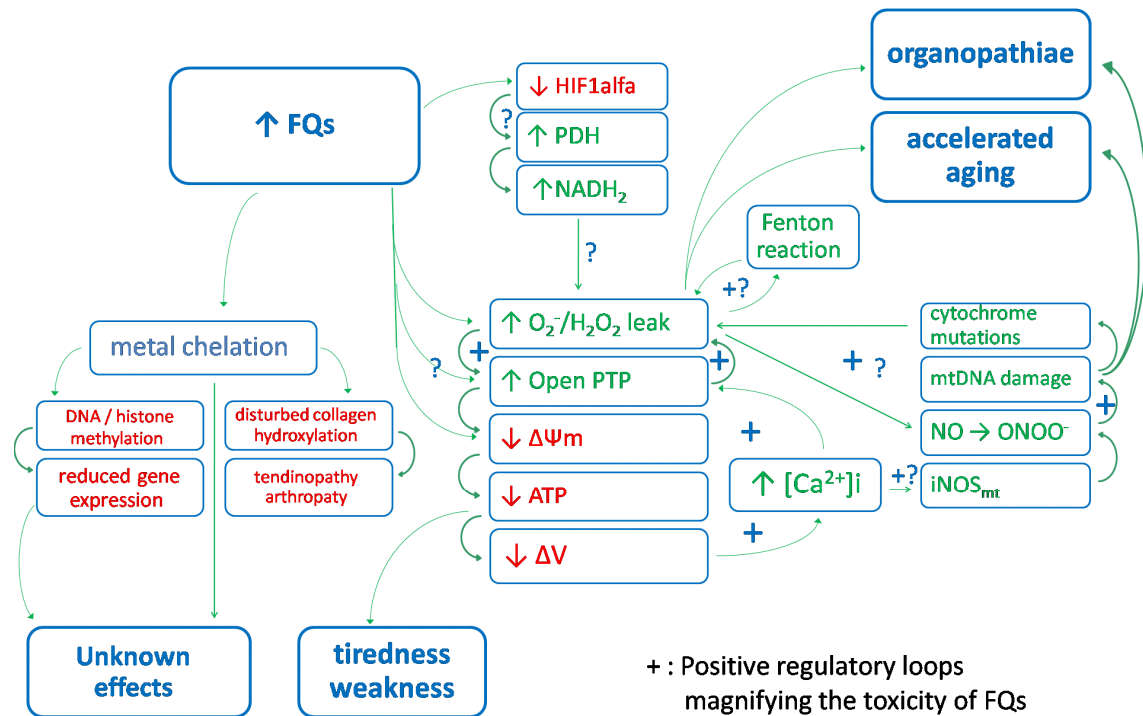 ↑ FQs
↓ HIF1alfa
?
↑ PDH
↑NADH₂
?
organopathiae
accelerated
aging
Fenton
reaction
+?
metal chelation
DNA / histone
methylation
reduced gene
expression
disturbed collagen
hydroxylation
tendinopathy
arthropaty
?
↑ O₂⁻/H₂O₂ leak
+
+
↑ Open PTP
↓ ΔΨm
↓ ATP
↓ ΔV
+
+
↑ [Ca²⁺]i
+?
+ ?
cytochrome
mutations
mtDNA damage
+
NO → ONOO⁻
iNOSmt
Unknown
effects
tiredness
weakness
+ : Positive regulatory loops
magnifying the toxicity of FQs